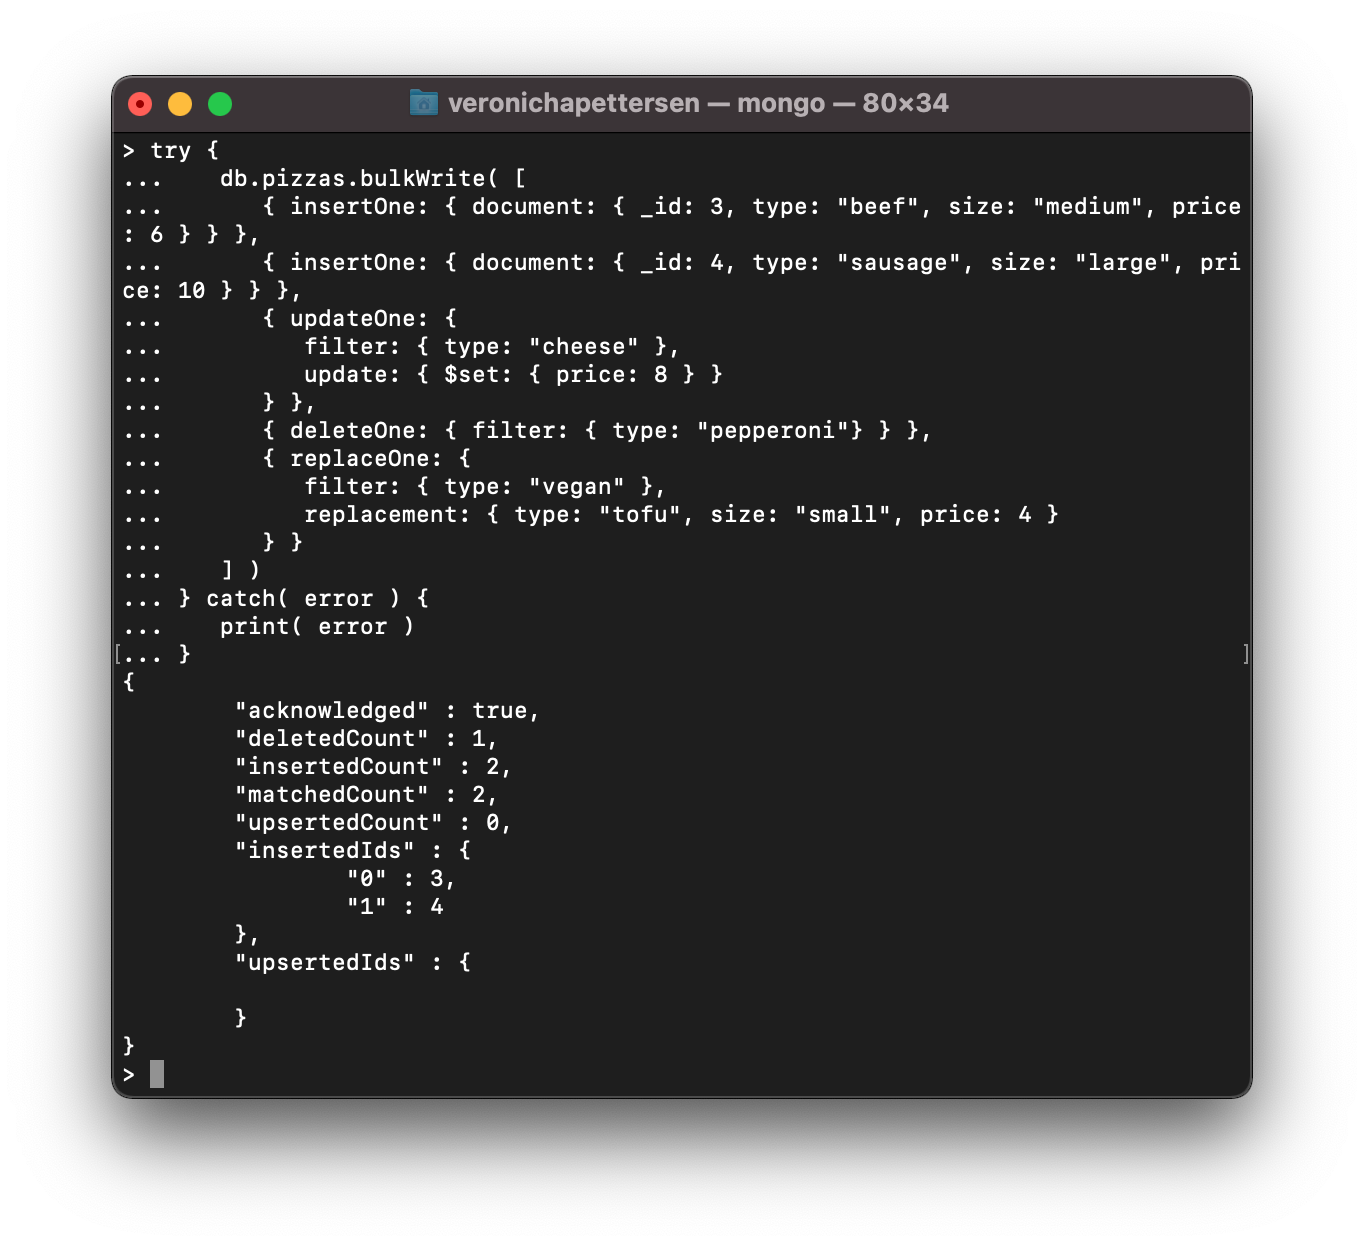 veronichapettersen — mongo — 80×34
> try {
...    db.pizzas.bulkWrite( [
...       { insertOne: { document: { _id: 3, type: "beef", size: "medium", price
: 6 } } },
...       { insertOne: { document: { _id: 4, type: "sausage", size: "large", pri
ce: 10 } } },
...       { updateOne: {
...          filter: { type: "cheese" },
...          update: { $set: { price: 8 } }
...       } },
...       { deleteOne: { filter: { type: "pepperoni"} } },
...       { replaceOne: {
...          filter: { type: "vegan" },
...          replacement: { type: "tofu", size: "small", price: 4 }
...       } }
...    ] )
... } catch( error ) {
...    print( error )
[... } ]
{
        "acknowledged" : true,
        "deletedCount" : 1,
        "insertedCount" : 2,
        "matchedCount" : 2,
        "upsertedCount" : 0,
        "insertedIds" : {
                "0" : 3,
                "1" : 4
        },
        "upsertedIds" : {

        }
}
>